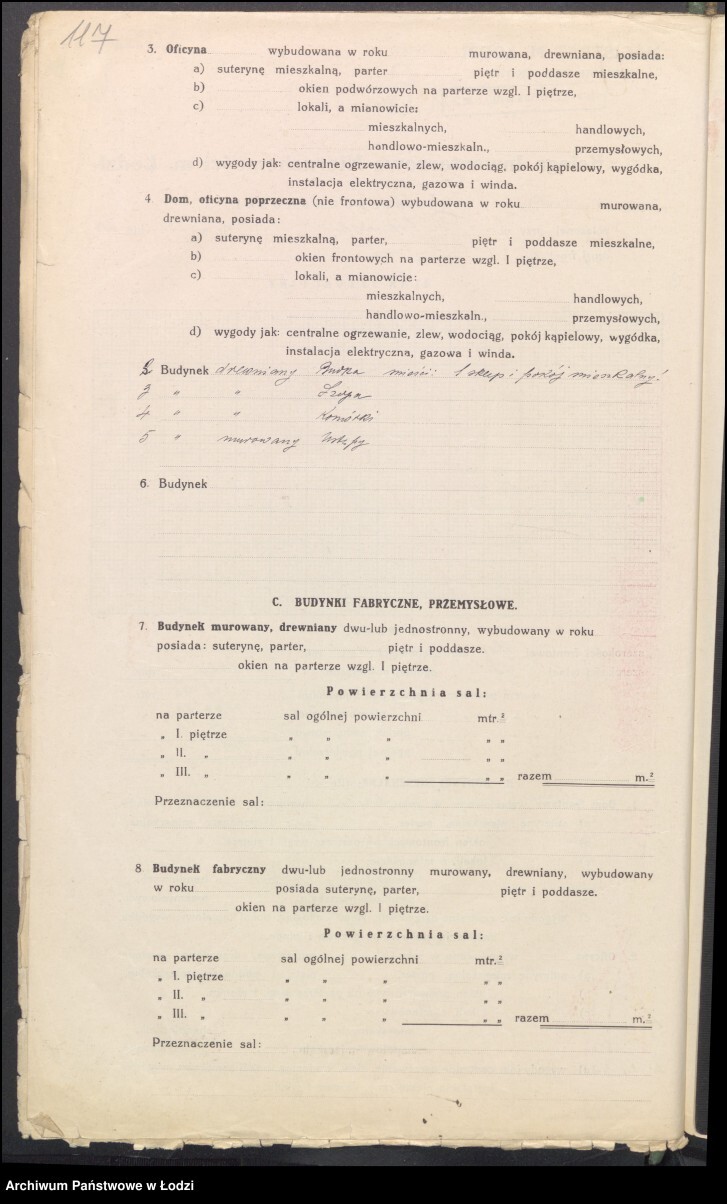 117
3. Oficyna wybudowana w roku murowana, drewniana, posiada:
a) suterynę mieszkalną, parter piętr i poddasze mieszkalne,
b) okien podwórzowych na parterze wzgl. I piętrze,
c) lokali, a mianowicie:
mieszkalnych, handlowych,
handlowo-mieszkaln., przemysłowych,
d) wygody jak: centralne ogrzewanie, zlew, wodociąg, pokój kąpielowy, wygódka,
instalacja elektryczna, gazowa i winda.
4. Dom, oficyna poprzeczna (nie frontowa) wybudowana w roku murowana,
drewniana, posiada:
a) suterynę mieszkalną, parter, piętr i poddasze mieszkalne,
b) okien frontowych na parterze wzgl. I piętrze,
c) lokali, a mianowicie:
mieszkalnych, handlowych,
handlowo-mieszkaln., przemysłowych,
d) wygody jak: centralne ogrzewanie, zlew, wodociąg, pokój kąpielowy, wygódka,
instalacja elektryczna, gazowa i winda.
2 Budynek drewniany Budka mieści: 1 sklep i pokój mieszkalny!
3 " " Szopa
4 " " Komórki
5 " murowany Ustępy
6. Budynek
C. BUDYNKI FABRYCZNE, PRZEMYSŁOWE.
7. Budynek murowany, drewniany dwu-lub jednostronny, wybudowany w roku
posiada: suterynę, parter, piętr i poddasze.
okien na parterze wzgl. I piętrze.
Powierzchnia sal:
na parterze sal ogólnej powierzchni mtr.²
„ I. piętrze „ „ „ „ „
„ II. „ „ „ „ „ „
„ III. „ „ „ „ „ „ razem m.²
Przeznaczenie sal:
8 Budynek fabryczny dwu-lub jednostronny murowany, drewniany, wybudowany
w roku posiada suterynę, parter, piętr i poddasze.
okien na parterze wzgl. I piętrze.
Powierzchnia sal:
na parterze sal ogólnej powierzchni mtr.²
„ I. piętrze „ „ „ „ „
„ II. „ „ „ „ „ „
„ III. „ „ „ „ „ „ razem m.²
Przeznaczenie sal:
Archiwum Państwowe w Łodzi